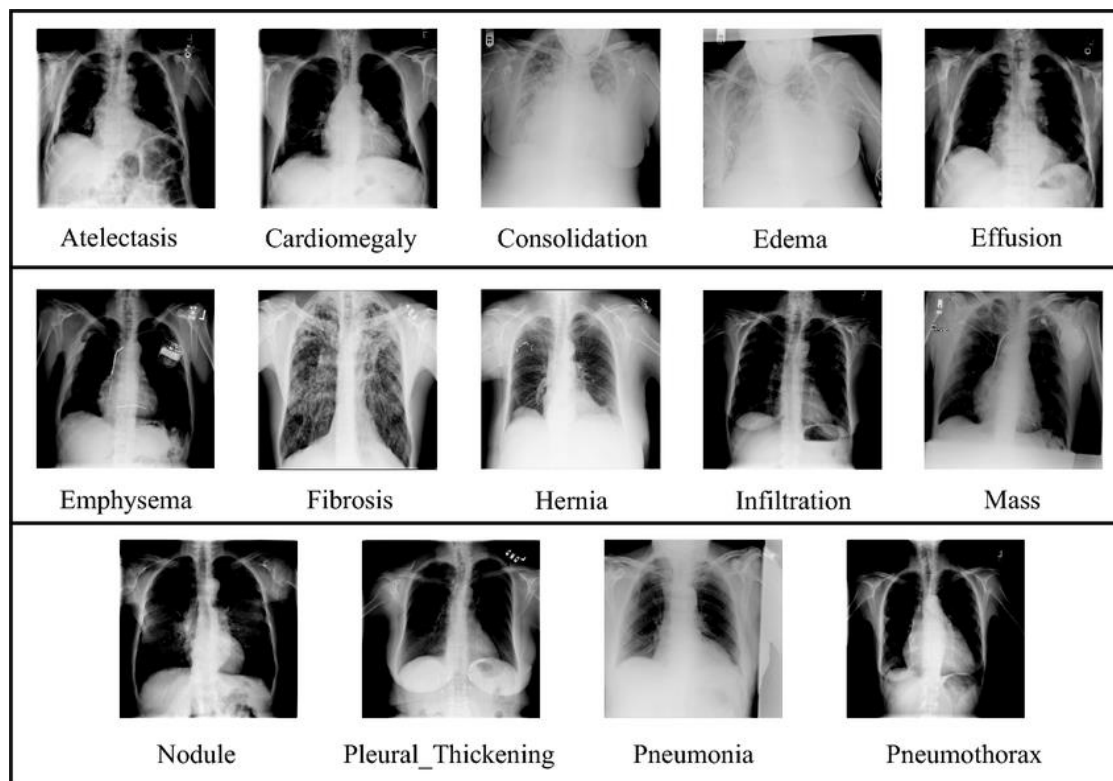 Atelectasis
Cardiomegaly
Consolidation
Edema
Effusion
Emphysema
Fibrosis
Hernia
Infiltration
Mass
Nodule
Pleural_Thickening
Pneumonia
Pneumothorax